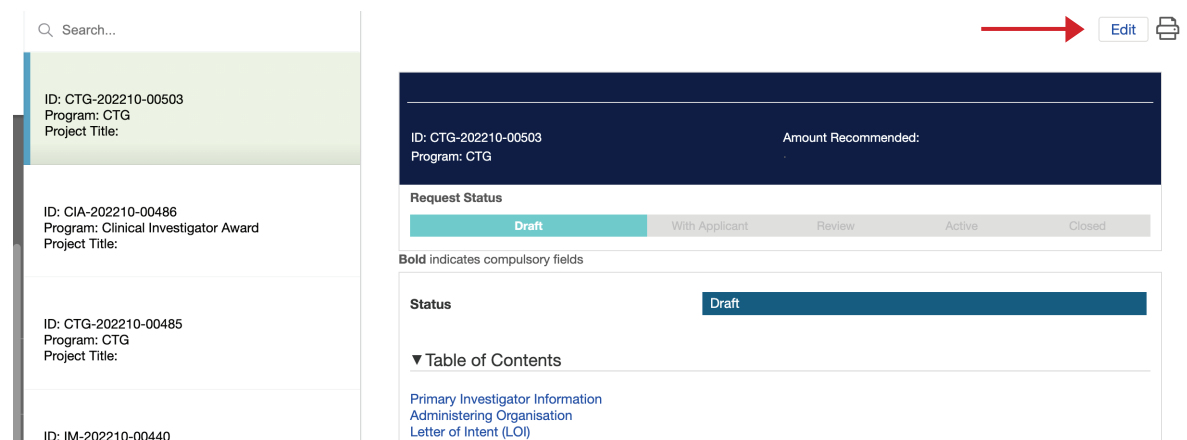 Search...
ID: CTG-202210-00503
Program: CTG
Project Title:
ID: CIA-202210-00486
Program: Clinical Investigator Award
Project Title:
ID: CTG-202210-00485
Program: CTG
Project Title:
ID: IM-202210-00440
Edit
ID: CTG-202210-00503
Amount Recommended:
Program: CTG
Request Status
Draft
With Applicant
Review
Active
Closed
Bold indicates compulsory fields
Status
Draft
▼Table of Contents
Primary Investigator Information
Administering Organisation
Letter of Intent (LOI)